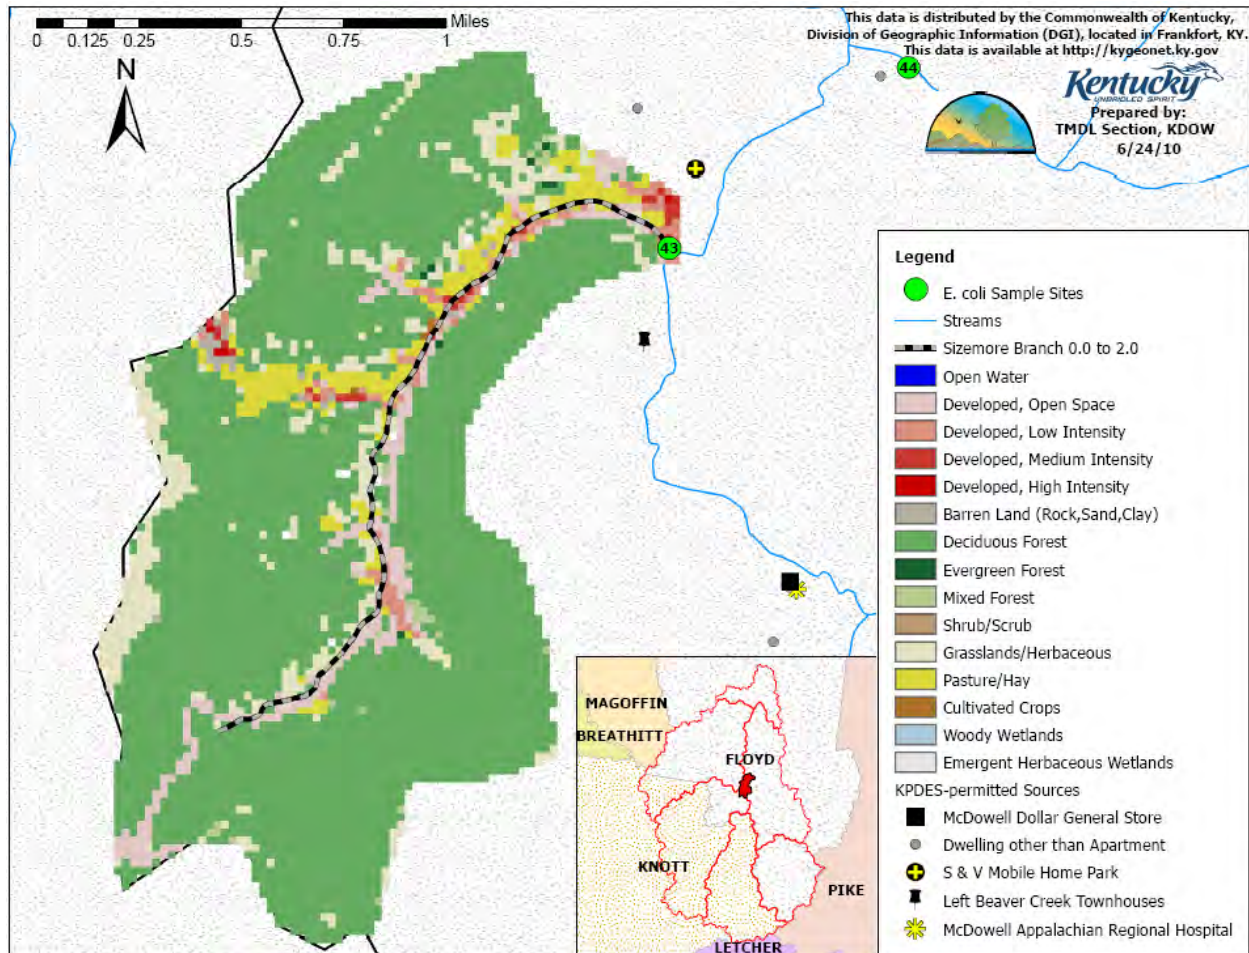 Miles
0 0.125 0.25 0.5 0.75 1
N
This data is distributed by the Commonwealth of Kentucky,
Division of Geographic Information (DGI), located in Frankfort, KY.
This data is available at http://kygeonet.ky.gov
Kentucky
UNBRIDLED SPIRIT
Prepared by:
TMDL Section, KDOW
6/24/10
44
43
Legend
E. coli Sample Sites
Streams
Sizemore Branch 0.0 to 2.0
Open Water
Developed, Open Space
Developed, Low Intensity
Developed, Medium Intensity
Developed, High Intensity
Barren Land (Rock,Sand,Clay)
Deciduous Forest
Evergreen Forest
Mixed Forest
Shrub/Scrub
Grasslands/Herbaceous
Pasture/Hay
Cultivated Crops
Woody Wetlands
Emergent Herbaceous Wetlands
KPDES-permitted Sources
McDowell Dollar General Store
Dwelling other than Apartment
S & V Mobile Home Park
Left Beaver Creek Townhouses
McDowell Appalachian Regional Hospital
MAGOFFIN
BREATHITT
FLOYD
KNOTT
PIKE
LETCHER